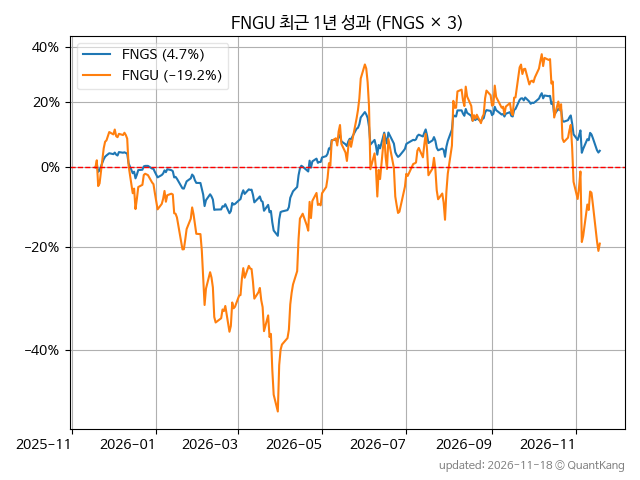 FNGU 최근 1년 성과 (FNGS × 3)
FNGS (4.7%)
FNGU (−19.2%)
40%
20%
0%
−20%
−40%
2025-11 2026-01 2026-03 2026-05 2026-07 2026-09 2026-11
updated: 2026-11-18 © QuantKang